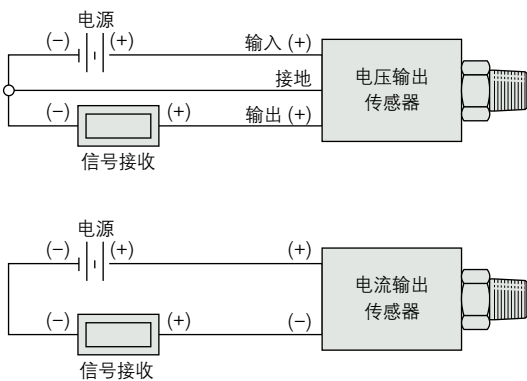 电源
(−) (+) 输入 (+)
接地
(−) (+) 输出 (+)
信号接收
电压输出
传感器
电源
(−) (+) (+)
(−) (+) (−)
信号接收
电流输出
传感器